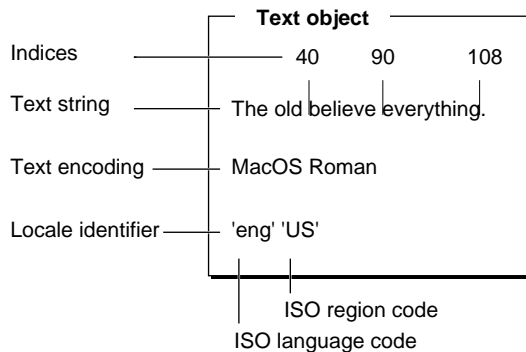 Text object
Indices 40 90 108
Text string The old believe everything.
Text encoding MacOS Roman
Locale identifier 'eng' 'US'
ISO region code
ISO language code